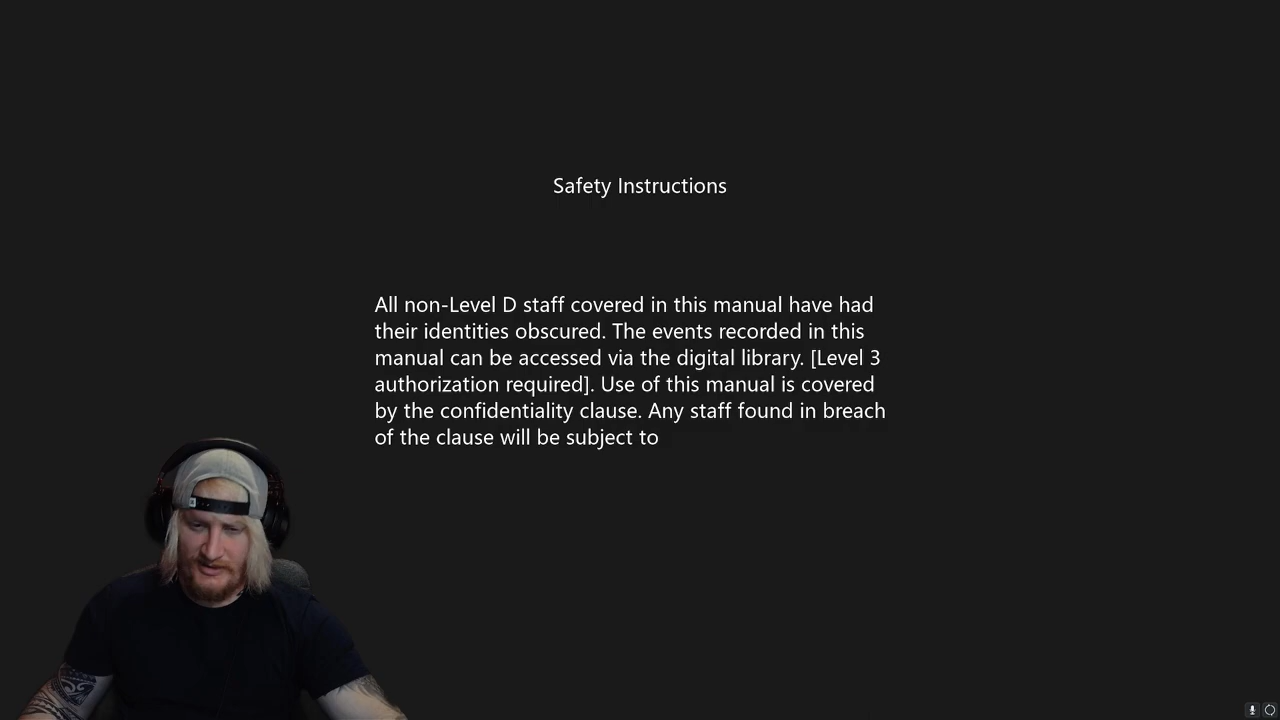 Safety Instructions
All non-Level D staff covered in this manual have had
their identities obscured. The events recorded in this
manual can be accessed via the digital library. [Level 3
authorization required]. Use of this manual is covered
by the confidentiality clause. Any staff found in breach
of the clause will be subject to